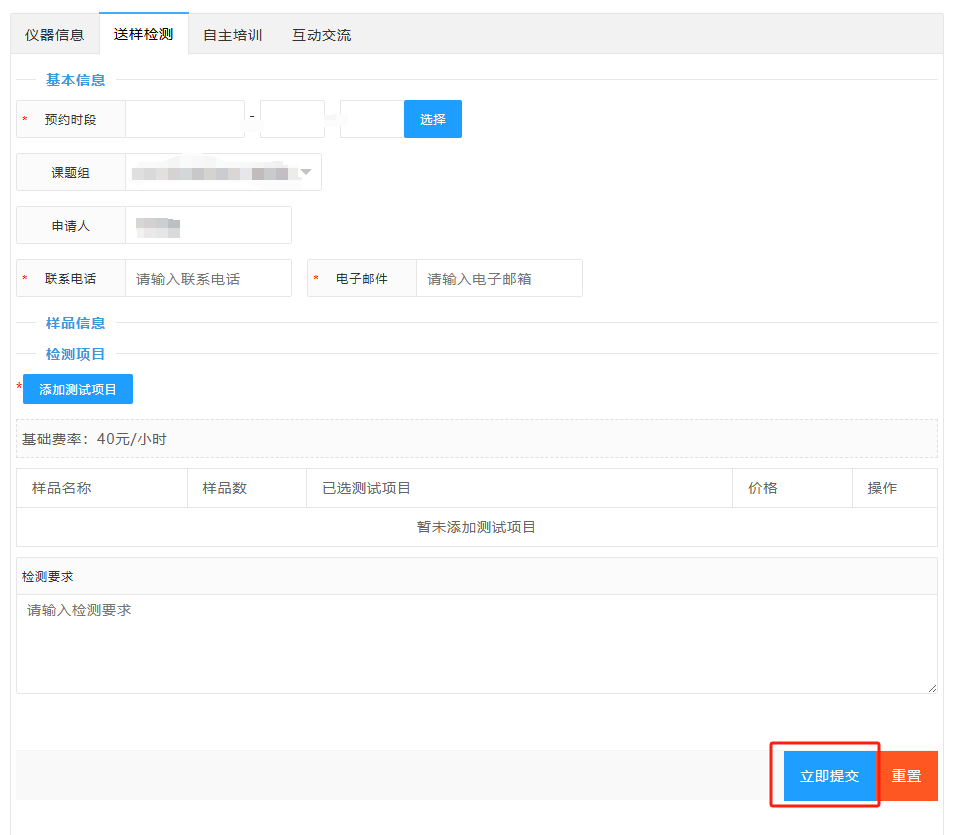 仪器信息 送样检测 自主培训 互动交流
基本信息
* 预约时段 - 选择
课题组
申请人
* 联系电话 请输入联系电话 * 电子邮件 请输入电子邮箱
样品信息
检测项目
* 添加测试项目
基础费率：40元/小时
样品名称 样品数 已选测试项目 价格 操作
暂未添加测试项目
检测要求
请输入检测要求
立即提交 重置